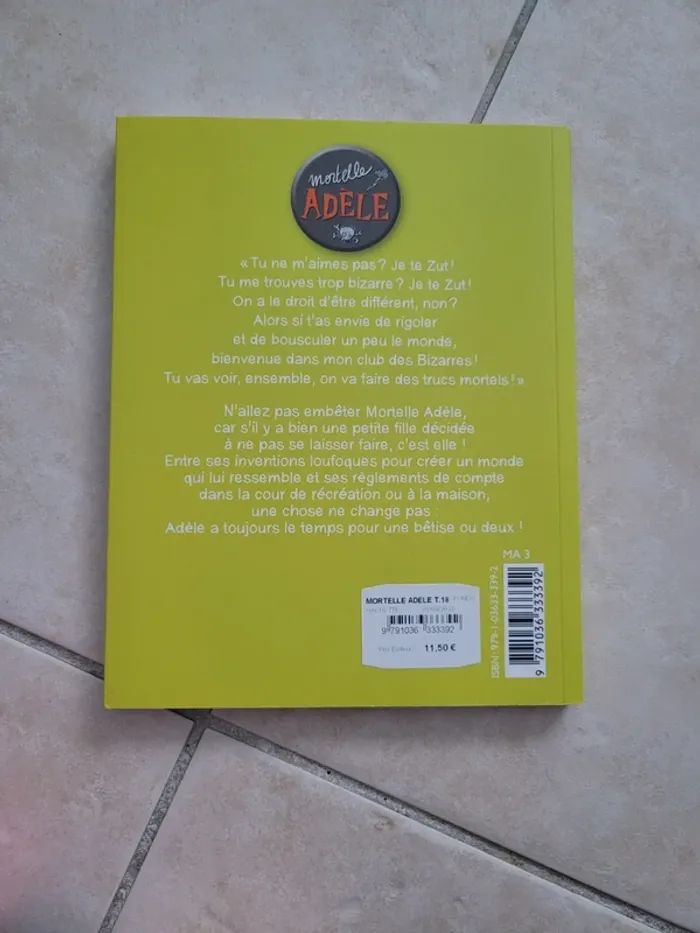 mortelle
ADÈLE
« Tu ne m'aimes pas ? Je te Zut !
Tu me trouves trop bizarre ? Je te Zut !
On a le droit d'être différent, non ?
Alors si t'as envie de rigoler
et de bousculer un peu le monde,
bienvenue dans mon club des Bizarres !
Tu vas voir, ensemble, on va faire des trucs mortels ! »
N'allez pas embêter Mortelle Adèle,
car s'il y a bien une petite fille décidée
à ne pas se laisser faire, c'est elle !
Entre ses inventions loufoques pour créer un monde
qui lui ressemble et ses règlements de compte
dans la cour de récréation ou à la maison,
une chose ne change pas :
Adèle a toujours le temps pour une bêtise ou deux !
MA 3
ISBN : 979-1-03633-339-2
9 791036 333392
MORTELLE ADELE T.18
HACHETTE
9 791036 333392
Prix Editeur
11,50 €